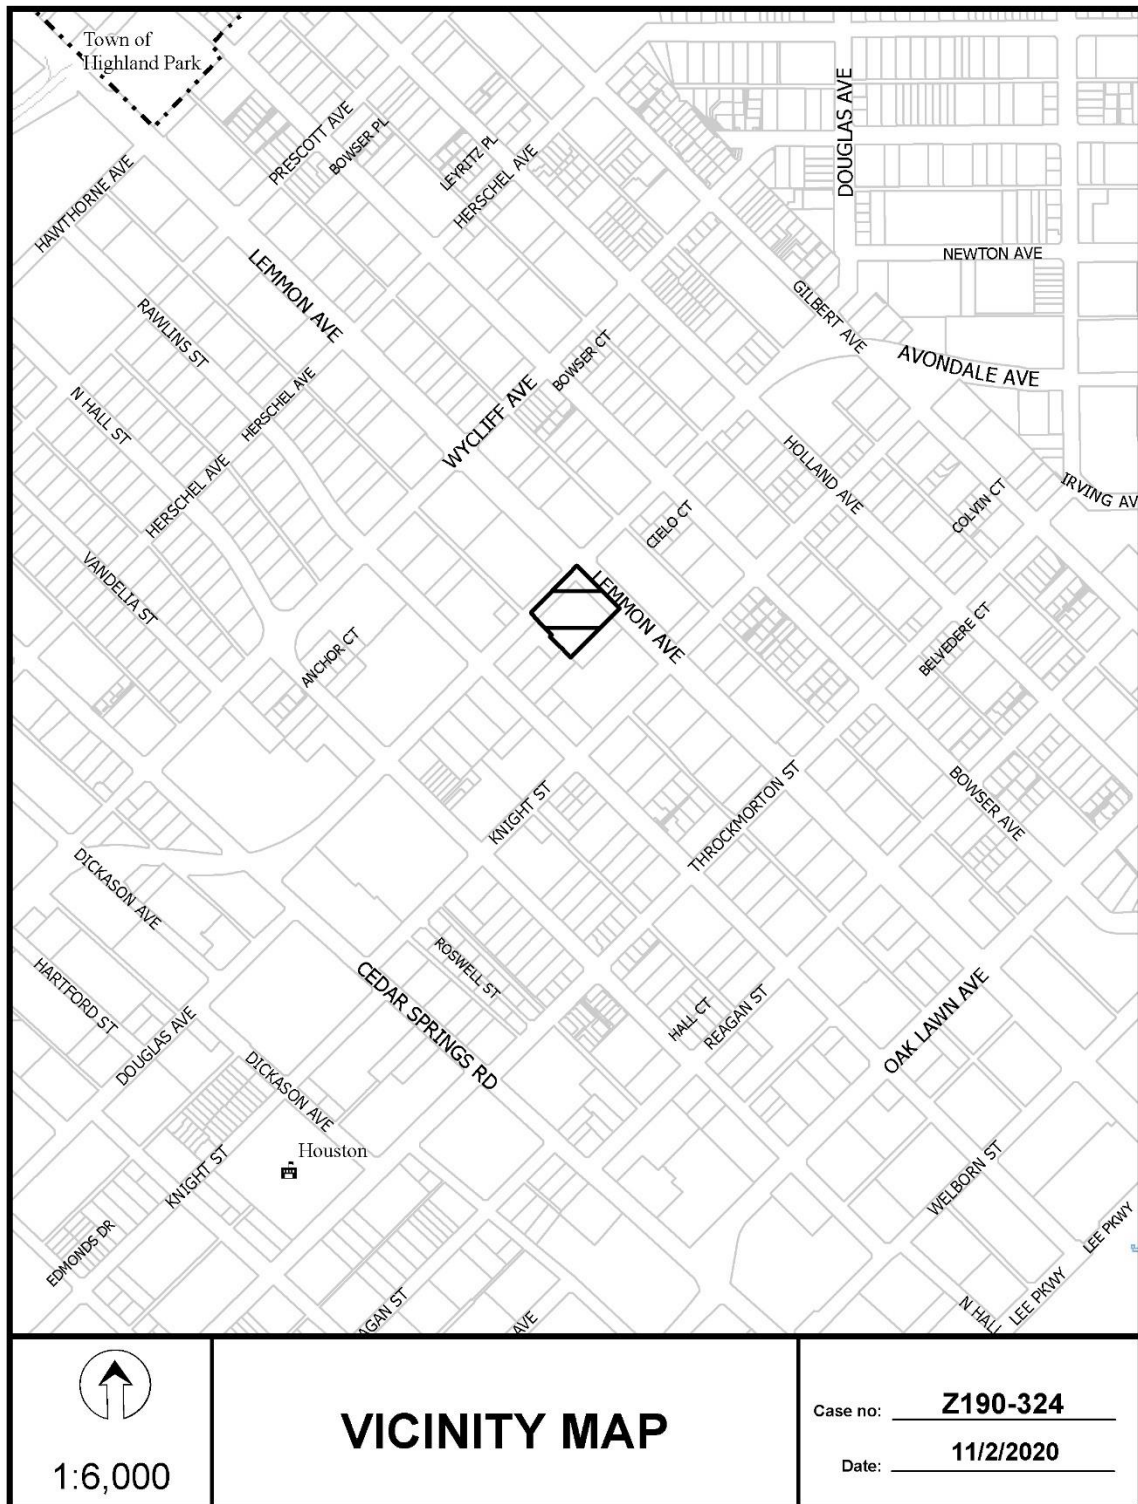 Town of
Highland Park
DOUGLAS AVE
PRESCOTT AVE
BOWSER PL
LEYRITZ PL
HERSCHEL AVE
HAWTHORNE AVE
NEWTON AVE
LEMMON AVE
GILBERT AVE
RAWLINS ST
AVONDALE AVE
BOWSER CT
WYCLIFF AVE
HERSCHEL AVE
N HALL ST
HOLLAND AVE
IRVING AV
COLVIN CT
HERSCHEL AVE
CIELO CT
VANDELIA ST
LEMMON AVE
BELVEDERE CT
ANCHOR CT
KNIGHT ST
THROCKMORTON ST
BOWSER AVE
DICKASON AVE
ROSWELL ST
HARTFORD ST
CEDAR SPRINGS RD
HALL CT
REAGAN ST
OAK LAWN AVE
DOUGLAS AVE
DICKASON AVE
Houston
KNIGHT ST
WELBORN ST
LEE PKWY
EDMONDS DR
AGAN ST
AVE
N HALL
LEE PKWY
1:6,000
VICINITY MAP
Case no: Z190-324
Date: 11/2/2020